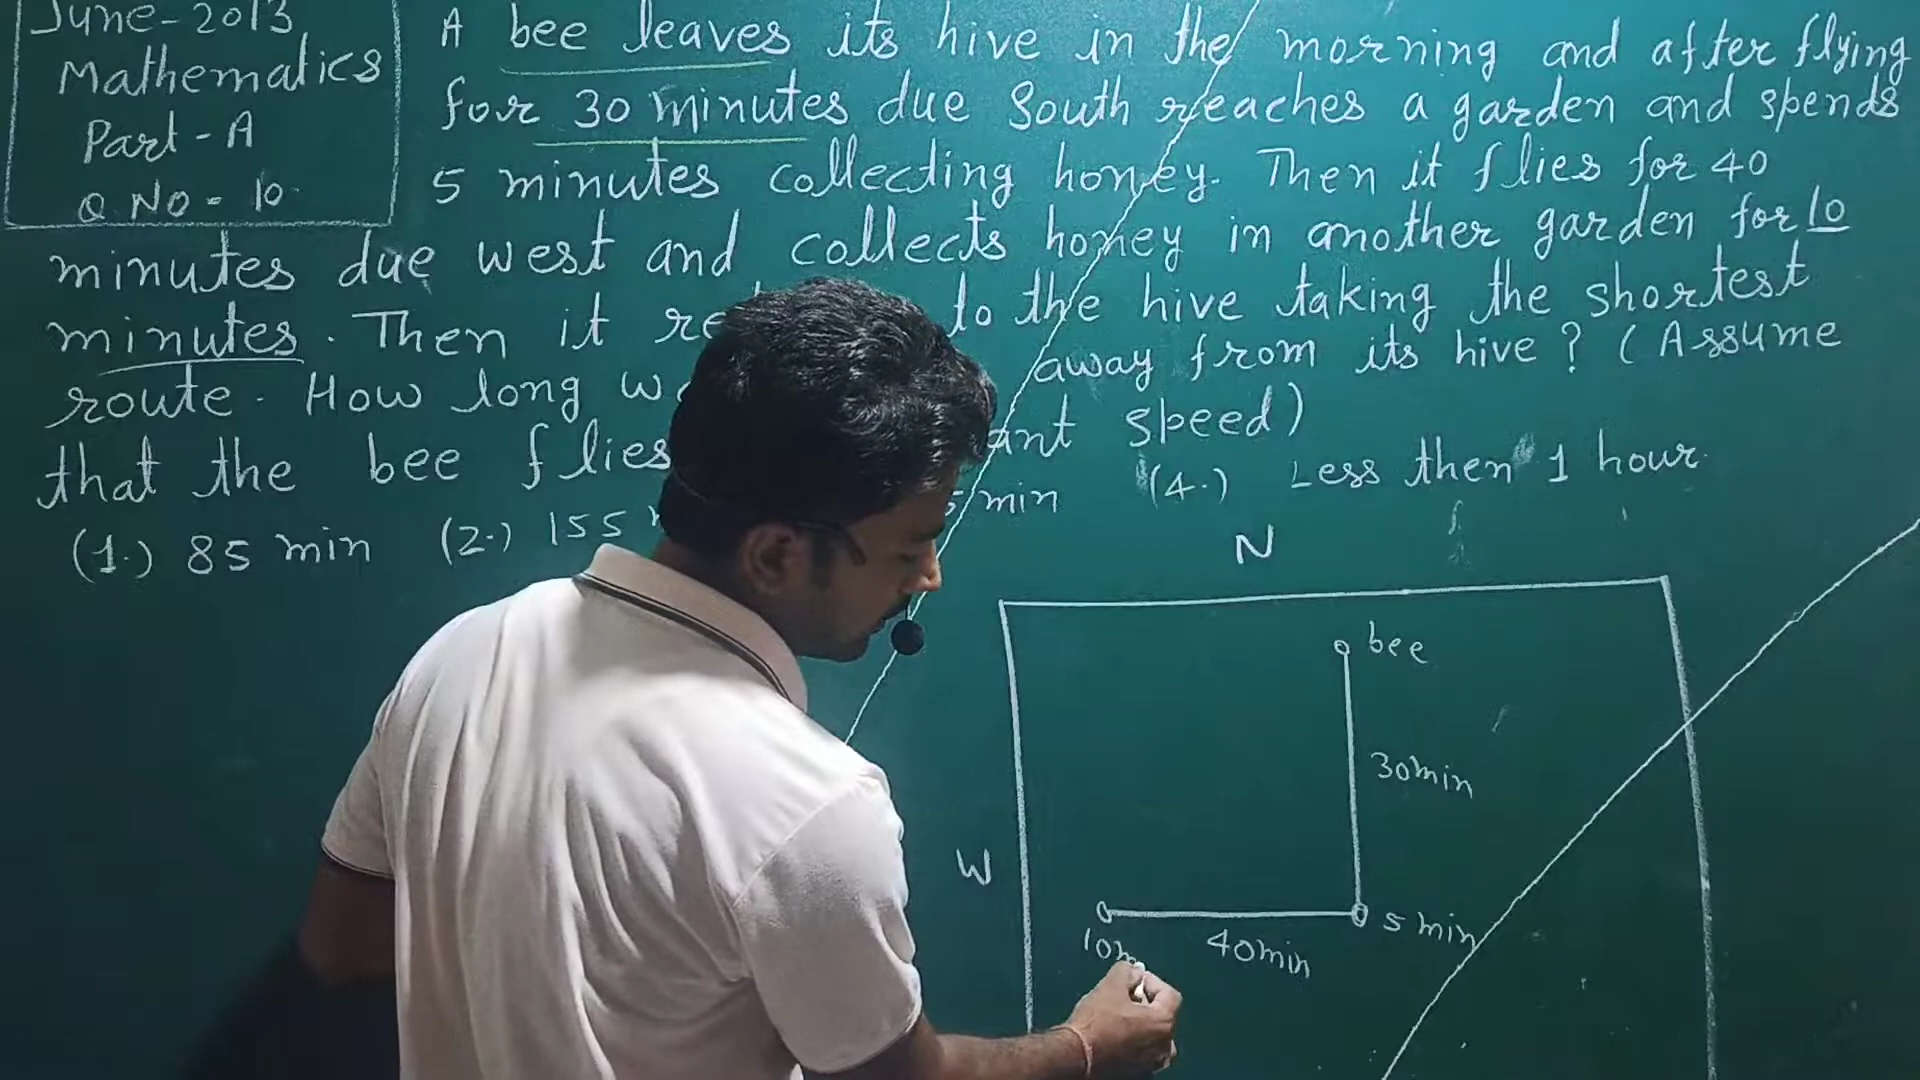 June-2013
Mathematics
Part-A
Q NO = 10
A bee leaves its hive in the morning and after flying
for 30 minutes due South reaches a garden and spends
5 minutes collecting honey. Then it flies for 40
minutes due west and collects honey in another garden for 10
minutes. Then it to the hive taking the shortest
route. How long away from its hive? (Assume
that the bee flies speed)
(1.) 85 min (2.) 155 min (4.) Less then 1 hour
N
bee
30min
W
5 min
40min